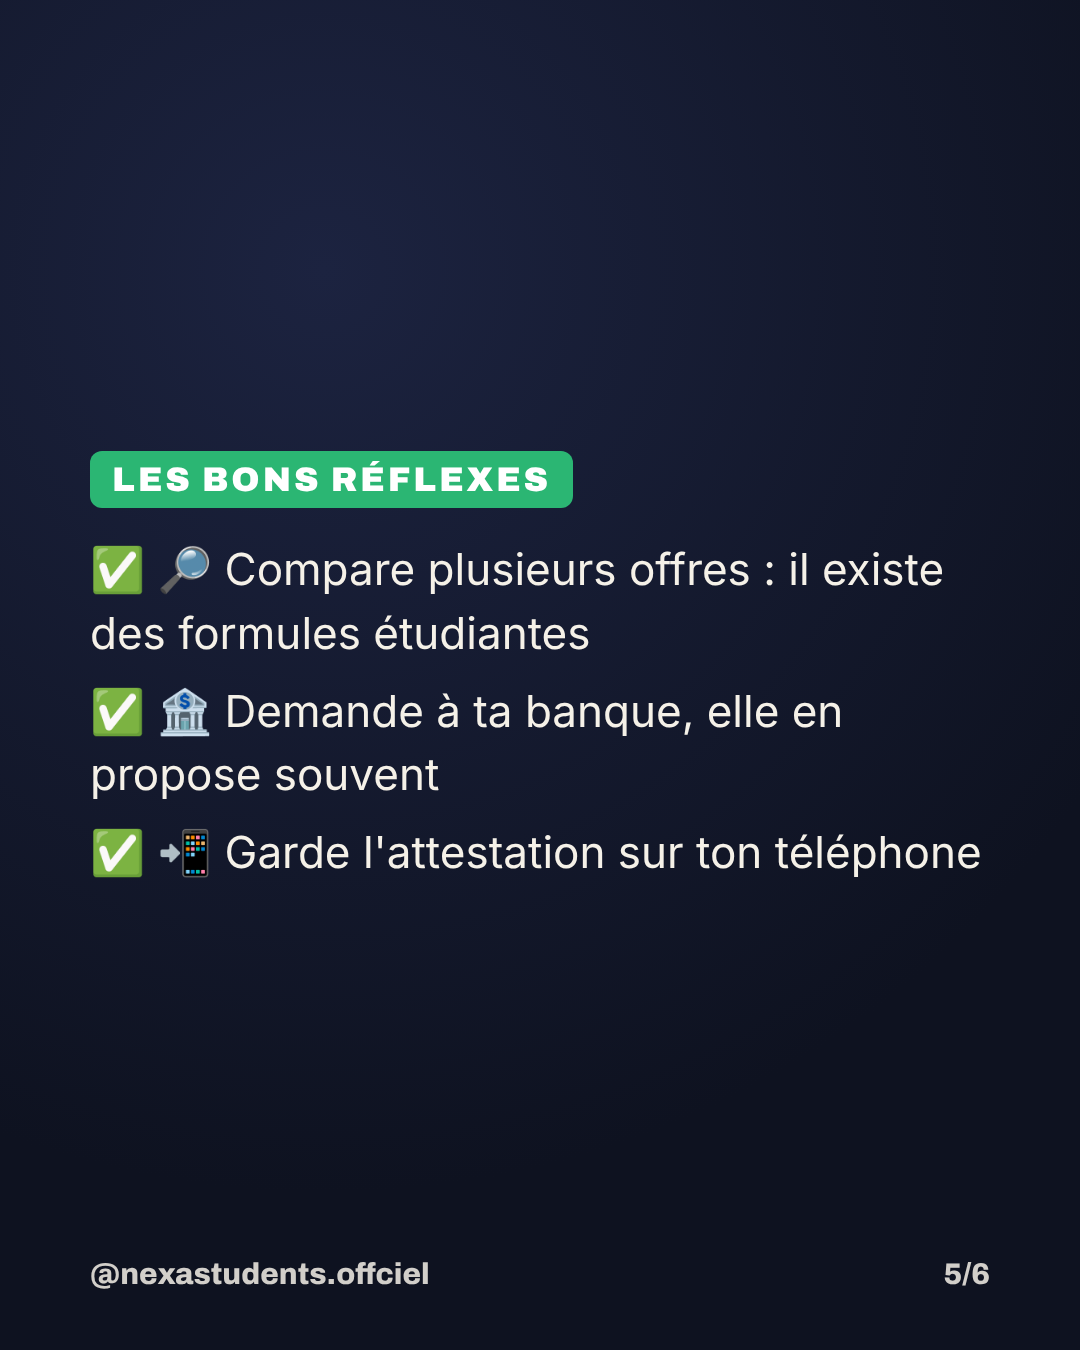 LES BONS RÉFLEXES
✅ 🔎 Compare plusieurs offres : il existe
des formules étudiantes
✅ 🏦 Demande à ta banque, elle en
propose souvent
✅ 📲 Garde l'attestation sur ton téléphone
@nexastudents.offciel
5/6